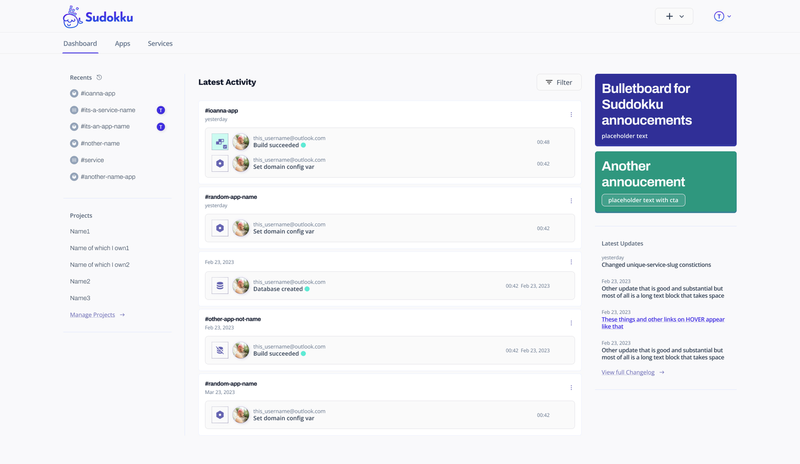 Sudokku
T
Dashboard
Apps
Services
Recents
#ioanna-app
#its-a-service-name
T
#its-an-app-name
T
#nother-name
#service
#another-name-app
Projects
Name1
Name of which I own1
Name of which I own2
Name2
Name3
Manage Projects
Latest Activity
Filter
#ioanna-app
yesterday
this_username@outlook.com
Build succeeded
00:48
this_username@outlook.com
Set domain config var
00:42
#random-app-name
yesterday
this_username@outlook.com
Set domain config var
00:42
Feb 23, 2023
this_username@outlook.com
Database created
00:42 Feb 23, 2023
#other-app-not-name
Feb 23, 2023
this_username@outlook.com
Build succeeded
00:42 Feb 23, 2023
#random-app-name
Mar 23, 2023
this_username@outlook.com
Set domain config var
00:42
Bulletboard for
Suddokku
annoucements
placeholder text
Another
annoucement
placeholder text with cta
Latest Updates
yesterday
Changed unique-service-slug constictions
Feb 23, 2023
Other update that is good and substantial but
most of all is a long text block that takes space
Feb 23, 2023
These things and other links on HOVER appear
like that
Feb 23, 2023
Other update that is good and substantial but
most of all is a long text block that takes space
View full Changelog